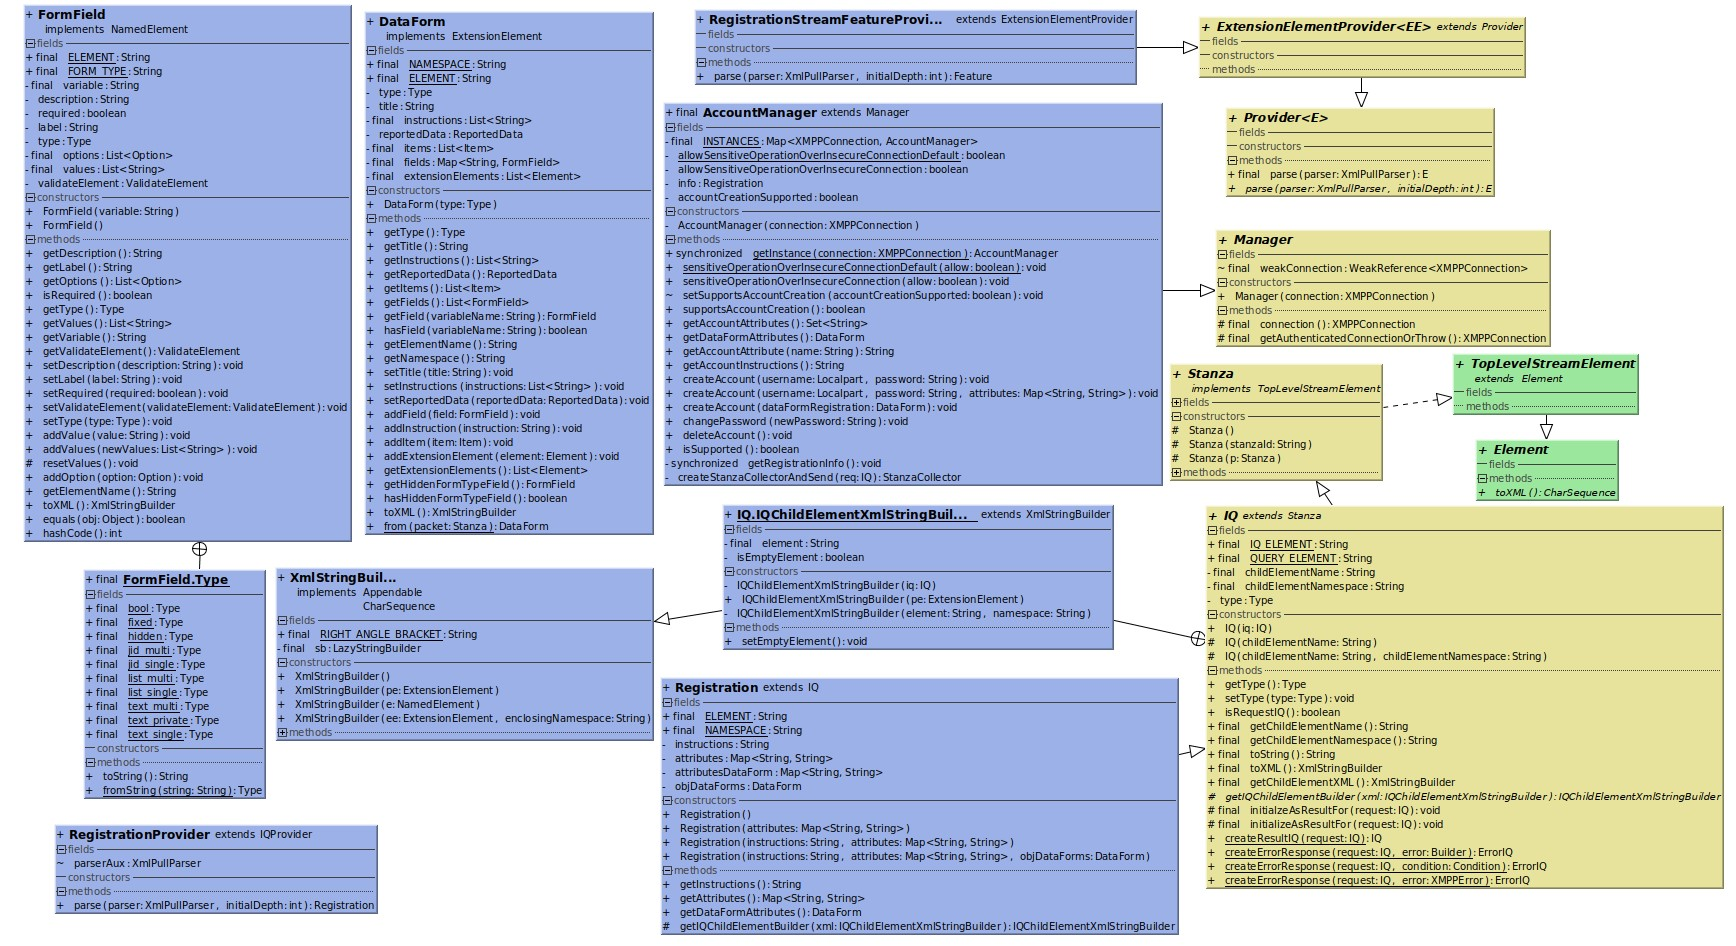 + FormField
implements NamedElement
fields
+ final ELEMENT : String
+ final FORM_TYPE : String
- final variable : String
- description : String
- required : boolean
- label : String
- type : Type
- final options : List<Option>
- final values : List<String>
- validateElement : ValidateElement
constructors
+ FormField (variable: String)
+ FormField ()
methods
+ getDescription () : String
+ getLabel () : String
+ getOptions () : List<Option>
+ isRequired () : boolean
+ getType () : Type
+ getValues () : List<String>
+ getVariable () : String
+ getValidateElement () : ValidateElement
+ setDescription (description: String) : void
+ setLabel (label: String) : void
+ setRequired (required: boolean) : void
+ setValidateElement (validateElement: ValidateElement) : void
+ setType (type: Type) : void
+ addValue (value: String) : void
+ addValues (newValues: List<String>) : void
# resetValues () : void
+ addOption (option: Option) : void
+ getElementName () : String
+ toXML () : XmlStringBuilder
+ equals (obj: Object) : boolean
+ hashCode () : int
+ DataForm
implements ExtensionElement
fields
+ final NAMESPACE : String
+ final ELEMENT : String
- type : Type
- title : String
- final instructions : List<String>
- reportedData : ReportedData
- final items : List<Item>
- final fields : Map<String, FormField>
- final extensionElements : List<Element>
constructors
+ DataForm (type: Type)
methods
+ getType () : Type
+ getTitle () : String
+ getInstructions () : List<String>
+ getReportedData () : ReportedData
+ getItems () : List<Item>
+ getFields () : List<FormField>
+ getField (variableName: String) : FormField
+ hasField (variableName: String) : boolean
+ getElementName () : String
+ getNamespace () : String
+ setTitle (title: String) : void
+ setInstructions (instructions: List<String>) : void
+ setReportedData (reportedData: ReportedData) : void
+ addField (field: FormField) : void
+ addInstruction (instruction: String) : void
+ addItem (item: Item) : void
+ addExtensionElement (element: Element) : void
+ getExtensionElements () : List<Element>
+ getHiddenFormTypeField () : FormField
+ hasHiddenFormTypeField () : boolean
+ toXML () : XmlStringBuilder
+ from (packet: Stanza) : DataForm
+ RegistrationStreamFeatureProvi... extends ExtensionElementProvider
fields
constructors
methods
+ parse (parser: XmlPullParser, initialDepth: int) : Feature
+ ExtensionElementProvider<EE> extends Provider
fields
constructors
methods
+ Provider<E>
fields
constructors
methods
+ final parse (parser: XmlPullParser) : E
+ parse (parser: XmlPullParser, initialDepth: int) : E
+ final AccountManager extends Manager
fields
- final INSTANCES : Map<XMPPConnection, AccountManager>
- allowSensitiveOperationOverInsecureConnectionDefault : boolean
- allowSensitiveOperationOverInsecureConnection : boolean
- info : Registration
- accountCreationSupported : boolean
constructors
- AccountManager (connection: XMPPConnection)
methods
+ synchronized getInstance (connection: XMPPConnection) : AccountManager
+ sensitiveOperationOverInsecureConnectionDefault (allow: boolean) : void
+ sensitiveOperationOverInsecureConnection (allow: boolean) : void
~ setSupportsAccountCreation (accountCreationSupported: boolean) : void
+ supportsAccountCreation () : boolean
+ getAccountAttributes () : Set<String>
+ getDataFormAttributes () : DataForm
+ getAccountAttribute (name: String) : String
+ getAccountInstructions () : String
+ createAccount (username: Localpart, password: String) : void
+ createAccount (username: Localpart, password: String, attributes: Map<String, String>) : void
+ createAccount (dataFormRegistration: DataForm) : void
+ changePassword (newPassword: String) : void
+ deleteAccount () : void
+ isSupported () : boolean
- synchronized getRegistrationInfo () : void
- createStanzaCollectorAndSend (req: IQ) : StanzaCollector
+ Manager
fields
~ final weakConnection : WeakReference<XMPPConnection>
constructors
+ Manager (connection: XMPPConnection)
methods
# final connection () : XMPPConnection
# final getAuthenticatedConnectionOrThrow () : XMPPConnection
+ Stanza
implements TopLevelStreamElement
fields
constructors
# Stanza ()
# Stanza (stanzaId: String)
# Stanza (p: Stanza)
methods
+ TopLevelStreamElement
extends Element
fields
methods
+ Element
fields
methods
+ toXML () : CharSequence
+ IQ.IQChildElementXmlStringBuil... extends XmlStringBuilder
fields
- final element : String
- isEmptyElement : boolean
constructors
- IQChildElementXmlStringBuilder (iq: IQ)
+ IQChildElementXmlStringBuilder (pe: ExtensionElement)
- IQChildElementXmlStringBuilder (element: String, namespace: String)
methods
+ setEmptyElement () : void
+ IQ extends Stanza
fields
+ final IQ_ELEMENT : String
+ final QUERY_ELEMENT : String
- final childElementName : String
- final childElementNamespace : String
- type : Type
constructors
+ IQ (iq: IQ)
# IQ (childElementName: String)
# IQ (childElementName: String, childElementNamespace: String)
methods
+ getType () : Type
+ setType (type: Type) : void
+ isRequestIQ () : boolean
+ final getChildElementName () : String
+ final getChildElementNamespace () : String
+ final toString () : String
+ final toXML () : XmlStringBuilder
+ final getChildElementXML () : XmlStringBuilder
# getIQChildElementBuilder (xml: IQChildElementXmlStringBuilder) : IQChildElementXmlStringBuilder
# final initialzeAsResultFor (request: IQ) : void
# final initializeAsResultFor (request: IQ) : void
+ createResultIQ (request: IQ) : IQ
+ createErrorResponse (request: IQ, error: Builder) : ErrorIQ
+ createErrorResponse (request: IQ, condition: Condition) : ErrorIQ
+ createErrorResponse (request: IQ, error: XMPPError) : ErrorIQ
+ final FormField.Type
fields
+ final bool : Type
+ final fixed : Type
+ final hidden : Type
+ final jid_multi : Type
+ final jid_single : Type
+ final list_multi : Type
+ final list_single : Type
+ final text_multi : Type
+ final text_private : Type
+ final text_single : Type
constructors
methods
+ toString () : String
+ fromString (string: String) : Type
+ XmlStringBuil...
implements Appendable
CharSequence
fields
+ final RIGHT_ANGLE_BRACKET : String
- final sb : LazyStringBuilder
constructors
+ XmlStringBuilder ()
+ XmlStringBuilder (pe: ExtensionElement)
+ XmlStringBuilder (e: NamedElement)
+ XmlStringBuilder (ee: ExtensionElement, enclosingNamespace: String)
methods
+ Registration extends IQ
fields
+ final ELEMENT : String
+ final NAMESPACE : String
- instructions : String
- attributes : Map<String, String>
- attributesDataForm : Map<String, String>
- objDataForms : DataForm
constructors
+ Registration ()
+ Registration (attributes: Map<String, String>)
+ Registration (instructions: String, attributes: Map<String, String>)
+ Registration (instructions: String, attributes: Map<String, String>, objDataForms: DataForm)
methods
+ getInstructions () : String
+ getAttributes () : Map<String, String>
+ getDataFormAttributes () : DataForm
# getIQChildElementBuilder (xml: IQChildElementXmlStringBuilder) : IQChildElementXmlStringBuilder
+ RegistrationProvider extends IQProvider
fields
~ parserAux : XmlPullParser
constructors
methods
+ parse (parser: XmlPullParser, initialDepth: int) : Registration